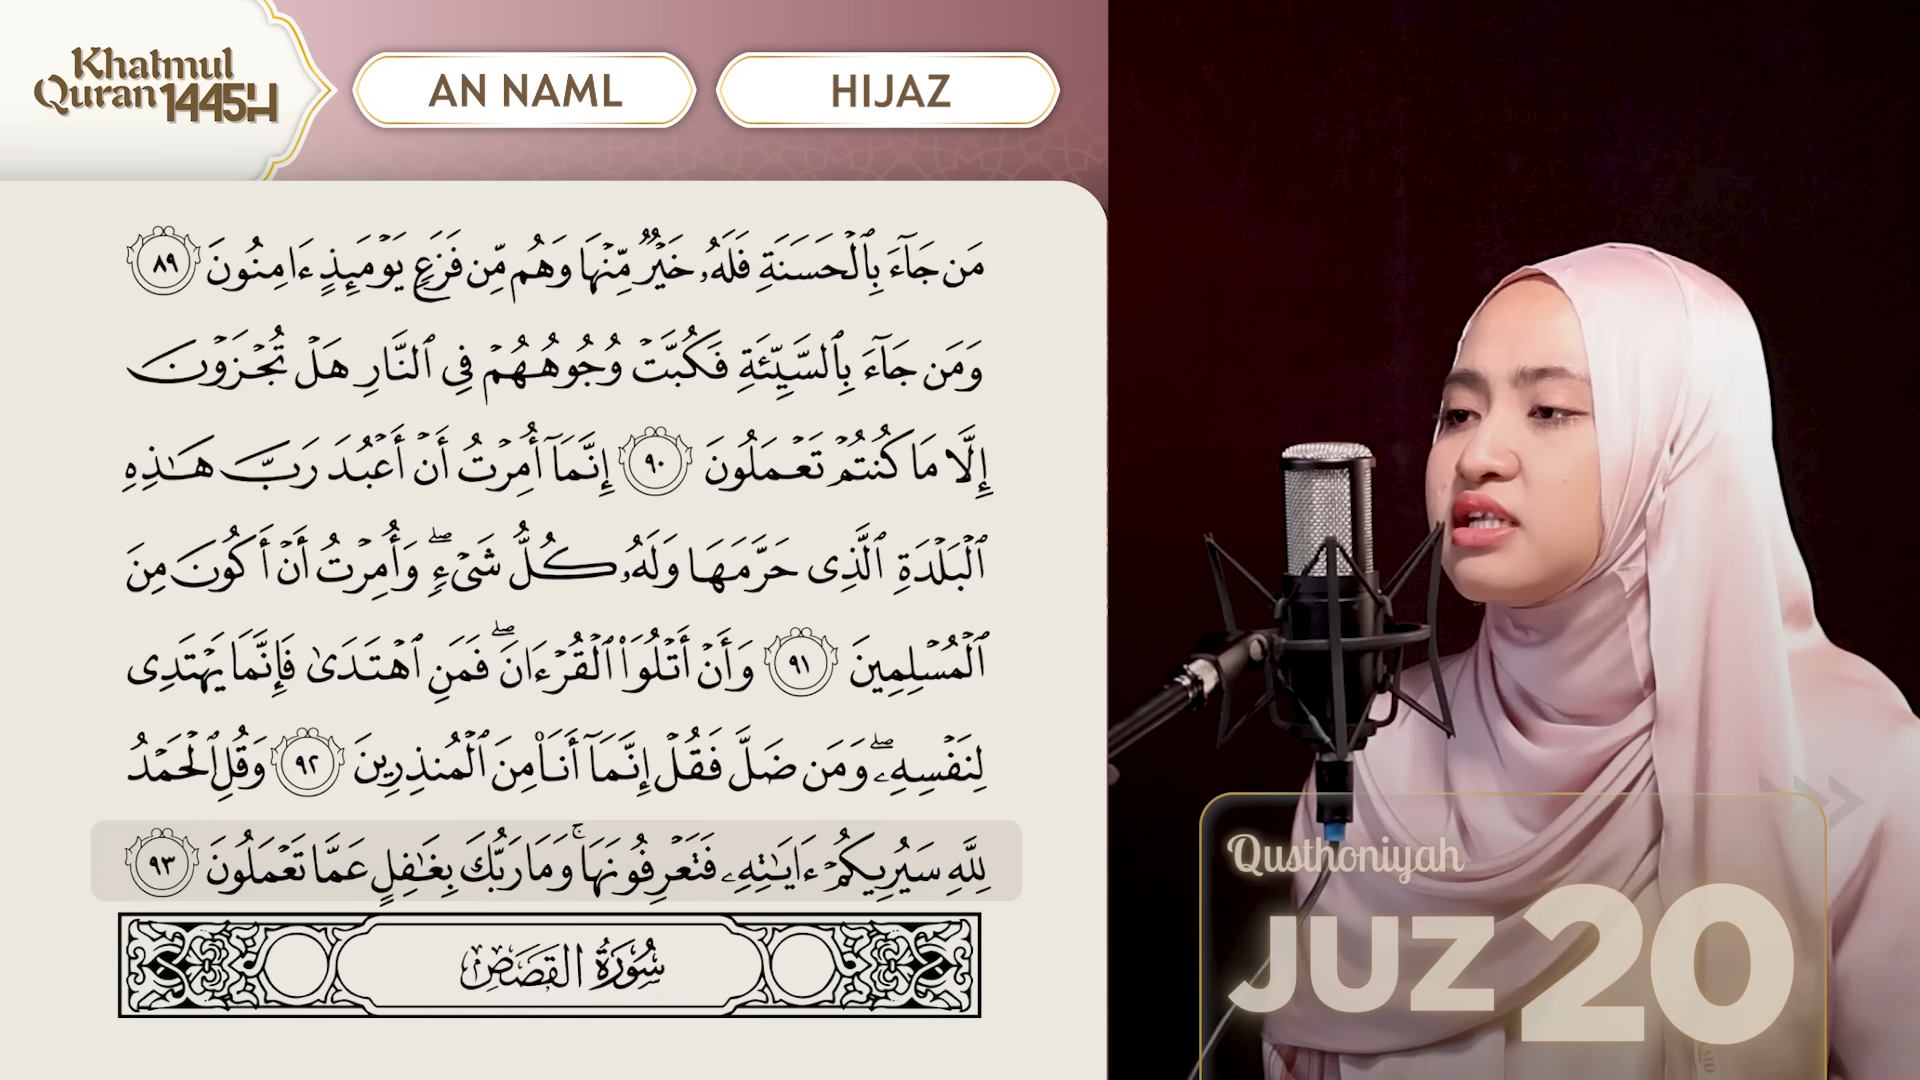 Khatmul
Quran 1445H
AN NAML
HIJAZ
مَن جَآءَ بِٱلْحَسَنَةِ فَلَهُۥ خَيْرٌ مِّنْهَا وَهُم مِّن فَزَعٍ يَوْمَئِذٍ ءَامِنُونَ ٨٩
وَمَن جَآءَ بِٱلسَّيِّئَةِ فَكُبَّتْ وُجُوهُهُمْ فِى ٱلنَّارِ هَلْ تُجْزَوْنَ
إِلَّا مَا كُنتُمْ تَعْمَلُونَ ٩٠ إِنَّمَآ أُمِرْتُ أَنْ أَعْبُدَ رَبَّ هَـٰذِهِ
ٱلْبَلْدَةِ ٱلَّذِى حَرَّمَهَا وَلَهُۥ كُلُّ شَىْءٍ ۖ وَأُمِرْتُ أَنْ أَكُونَ مِنَ
ٱلْمُسْلِمِينَ ٩١ وَأَنْ أَتْلُوَا۟ ٱلْقُرْءَانَ ۖ فَمَنِ ٱهْتَدَىٰ فَإِنَّمَا يَهْتَدِى
لِنَفْسِهِۦ ۖ وَمَن ضَلَّ فَقُلْ إِنَّمَآ أَنَا۠ مِنَ ٱلْمُنذِرِينَ ٩٢ وَقُلِ ٱلْحَمْدُ
لِلَّهِ سَيُرِيكُمْ ءَايَـٰتِهِۦ فَتَعْرِفُونَهَا ۚ وَمَا رَبُّكَ بِغَـٰفِلٍ عَمَّا تَعْمَلُونَ ٩٣
سُورَةُ القَصَصِ
Qusthoniyah
JUZ 20